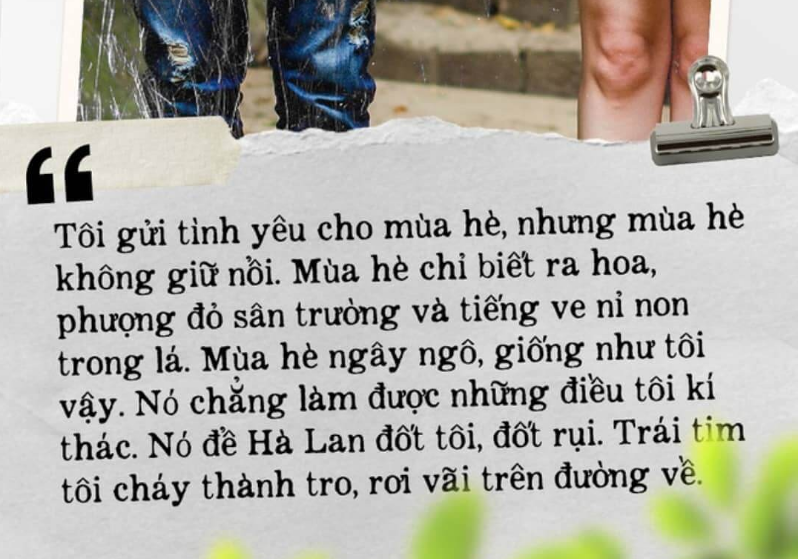 “
Tôi gửi tình yêu cho mùa hè, nhưng mùa hè
không giữ nổi. Mùa hè chỉ biết ra hoa,
phượng đỏ sân trường và tiếng ve nỉ non
trong lá. Mùa hè ngây ngô, giống như tôi
vậy. Nó chẳng làm được những điều tôi kí
thác. Nó để Hà Lan đốt tôi, đốt rụi. Trái tim
tôi cháy thành tro, rơi vãi trên đường về.